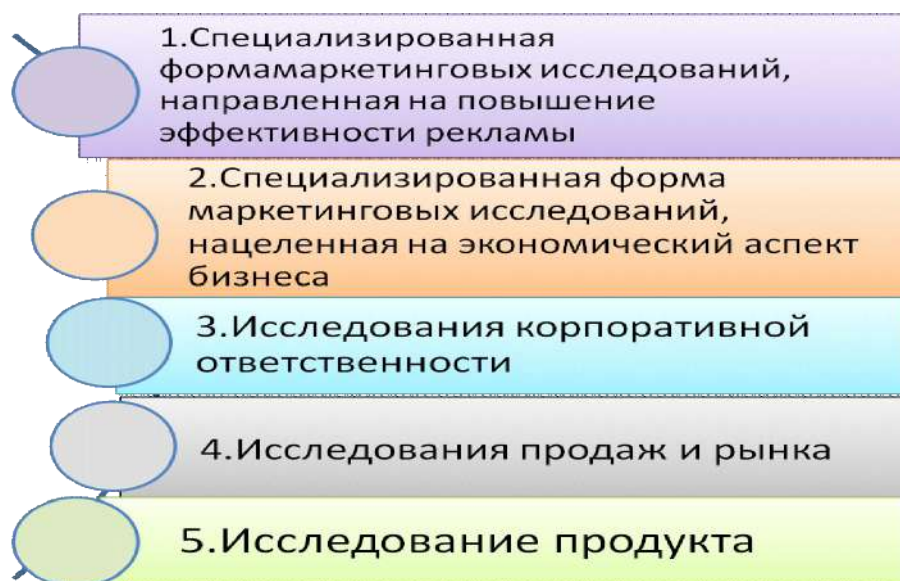 1.Специализированная
формамаркетинговых исследований,
направленная на повышение
эффективности рекламы
2.Специализированная форма
маркетинговых исследований,
нацеленная на экономический аспект
бизнеса
3.Исследования корпоративной
ответственности
4.Исследования продаж и рынка
5.Исследование продукта